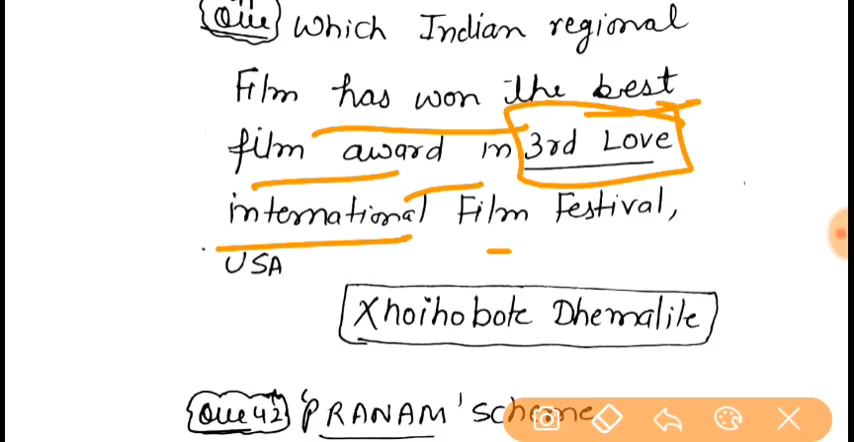 Que Which Indian regional
Film has won the best
film award in 3rd Love
international Film Festival,
USA
Xhoihobote Dhemalite
Que 42 'PRANAM' scheme